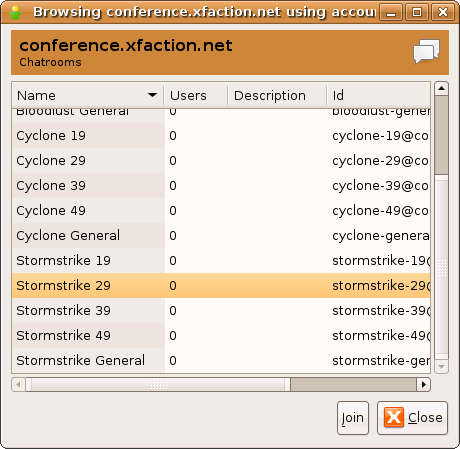 Browsing conference.xfaction.net using accou
conference.xfaction.net
Chatrooms
Name Users Description Id
Bloodlust General 0 bloodlust-gener
Cyclone 19 0 cyclone-19@co
Cyclone 29 0 cyclone-29@co
Cyclone 39 0 cyclone-39@co
Cyclone 49 0 cyclone-49@co
Cyclone General 0 cyclone-genera
Stormstrike 19 0 stormstrike-19@
Stormstrike 29 0 stormstrike-29@
Stormstrike 39 0 stormstrike-39@
Stormstrike 49 0 stormstrike-49@
Stormstrike General 0 stormstrike-ger
Join Close